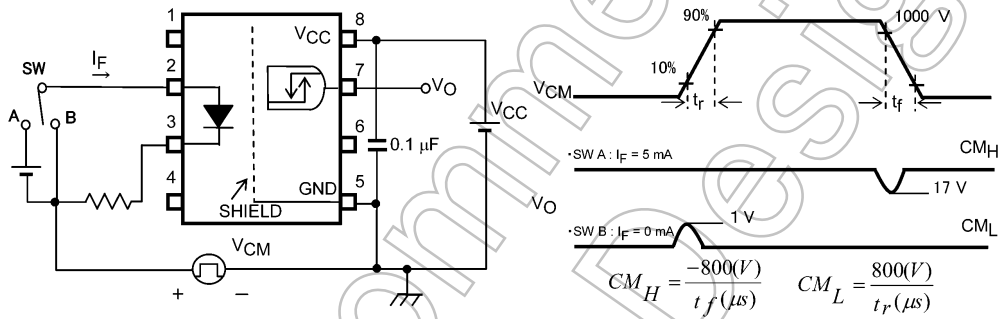 1
8
VCC
IF
SW
2
7
VO
A
B
3
6
VCC
0.1 μF
4
GND
5
SHIELD
VCM
+
−
90%
1000 V
10%
VCM
tr
tf
・SW A : IF = 5 mA
CMH
17 V
VO
1 V
・SW B : IF = 0 mA
CML
CMH = −800(V) / tf(μs)
CML = 800(V) / tr(μs)
omme
Desig